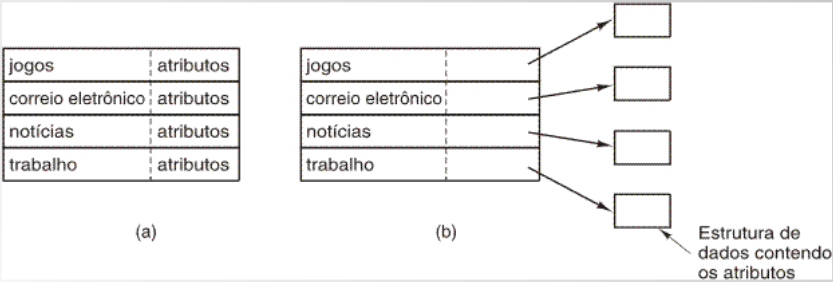 jogos atributos
correio eletrônico atributos
notícias atributos
trabalho atributos
(a)
jogos
correio eletrônico
notícias
trabalho
(b)
Estrutura de
dados contendo
os atributos